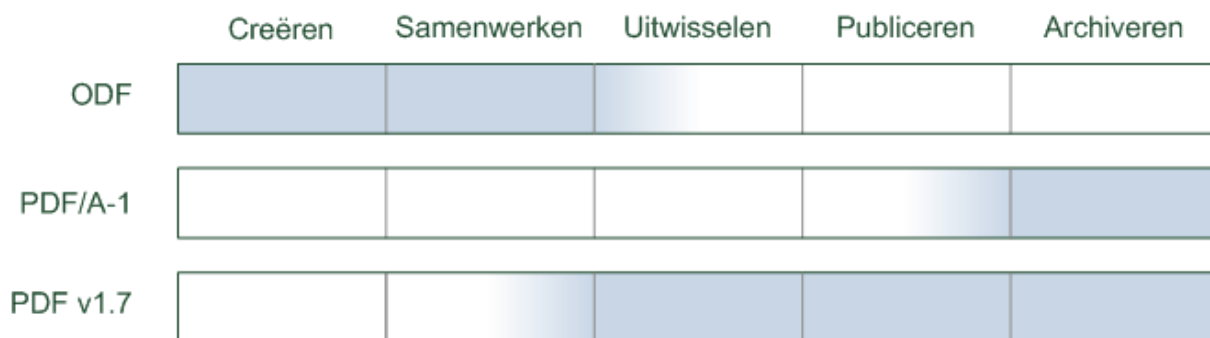 Creëren Samenwerken Uitwisselen Publiceren Archiveren
ODF
PDF/A-1
PDF v1.7